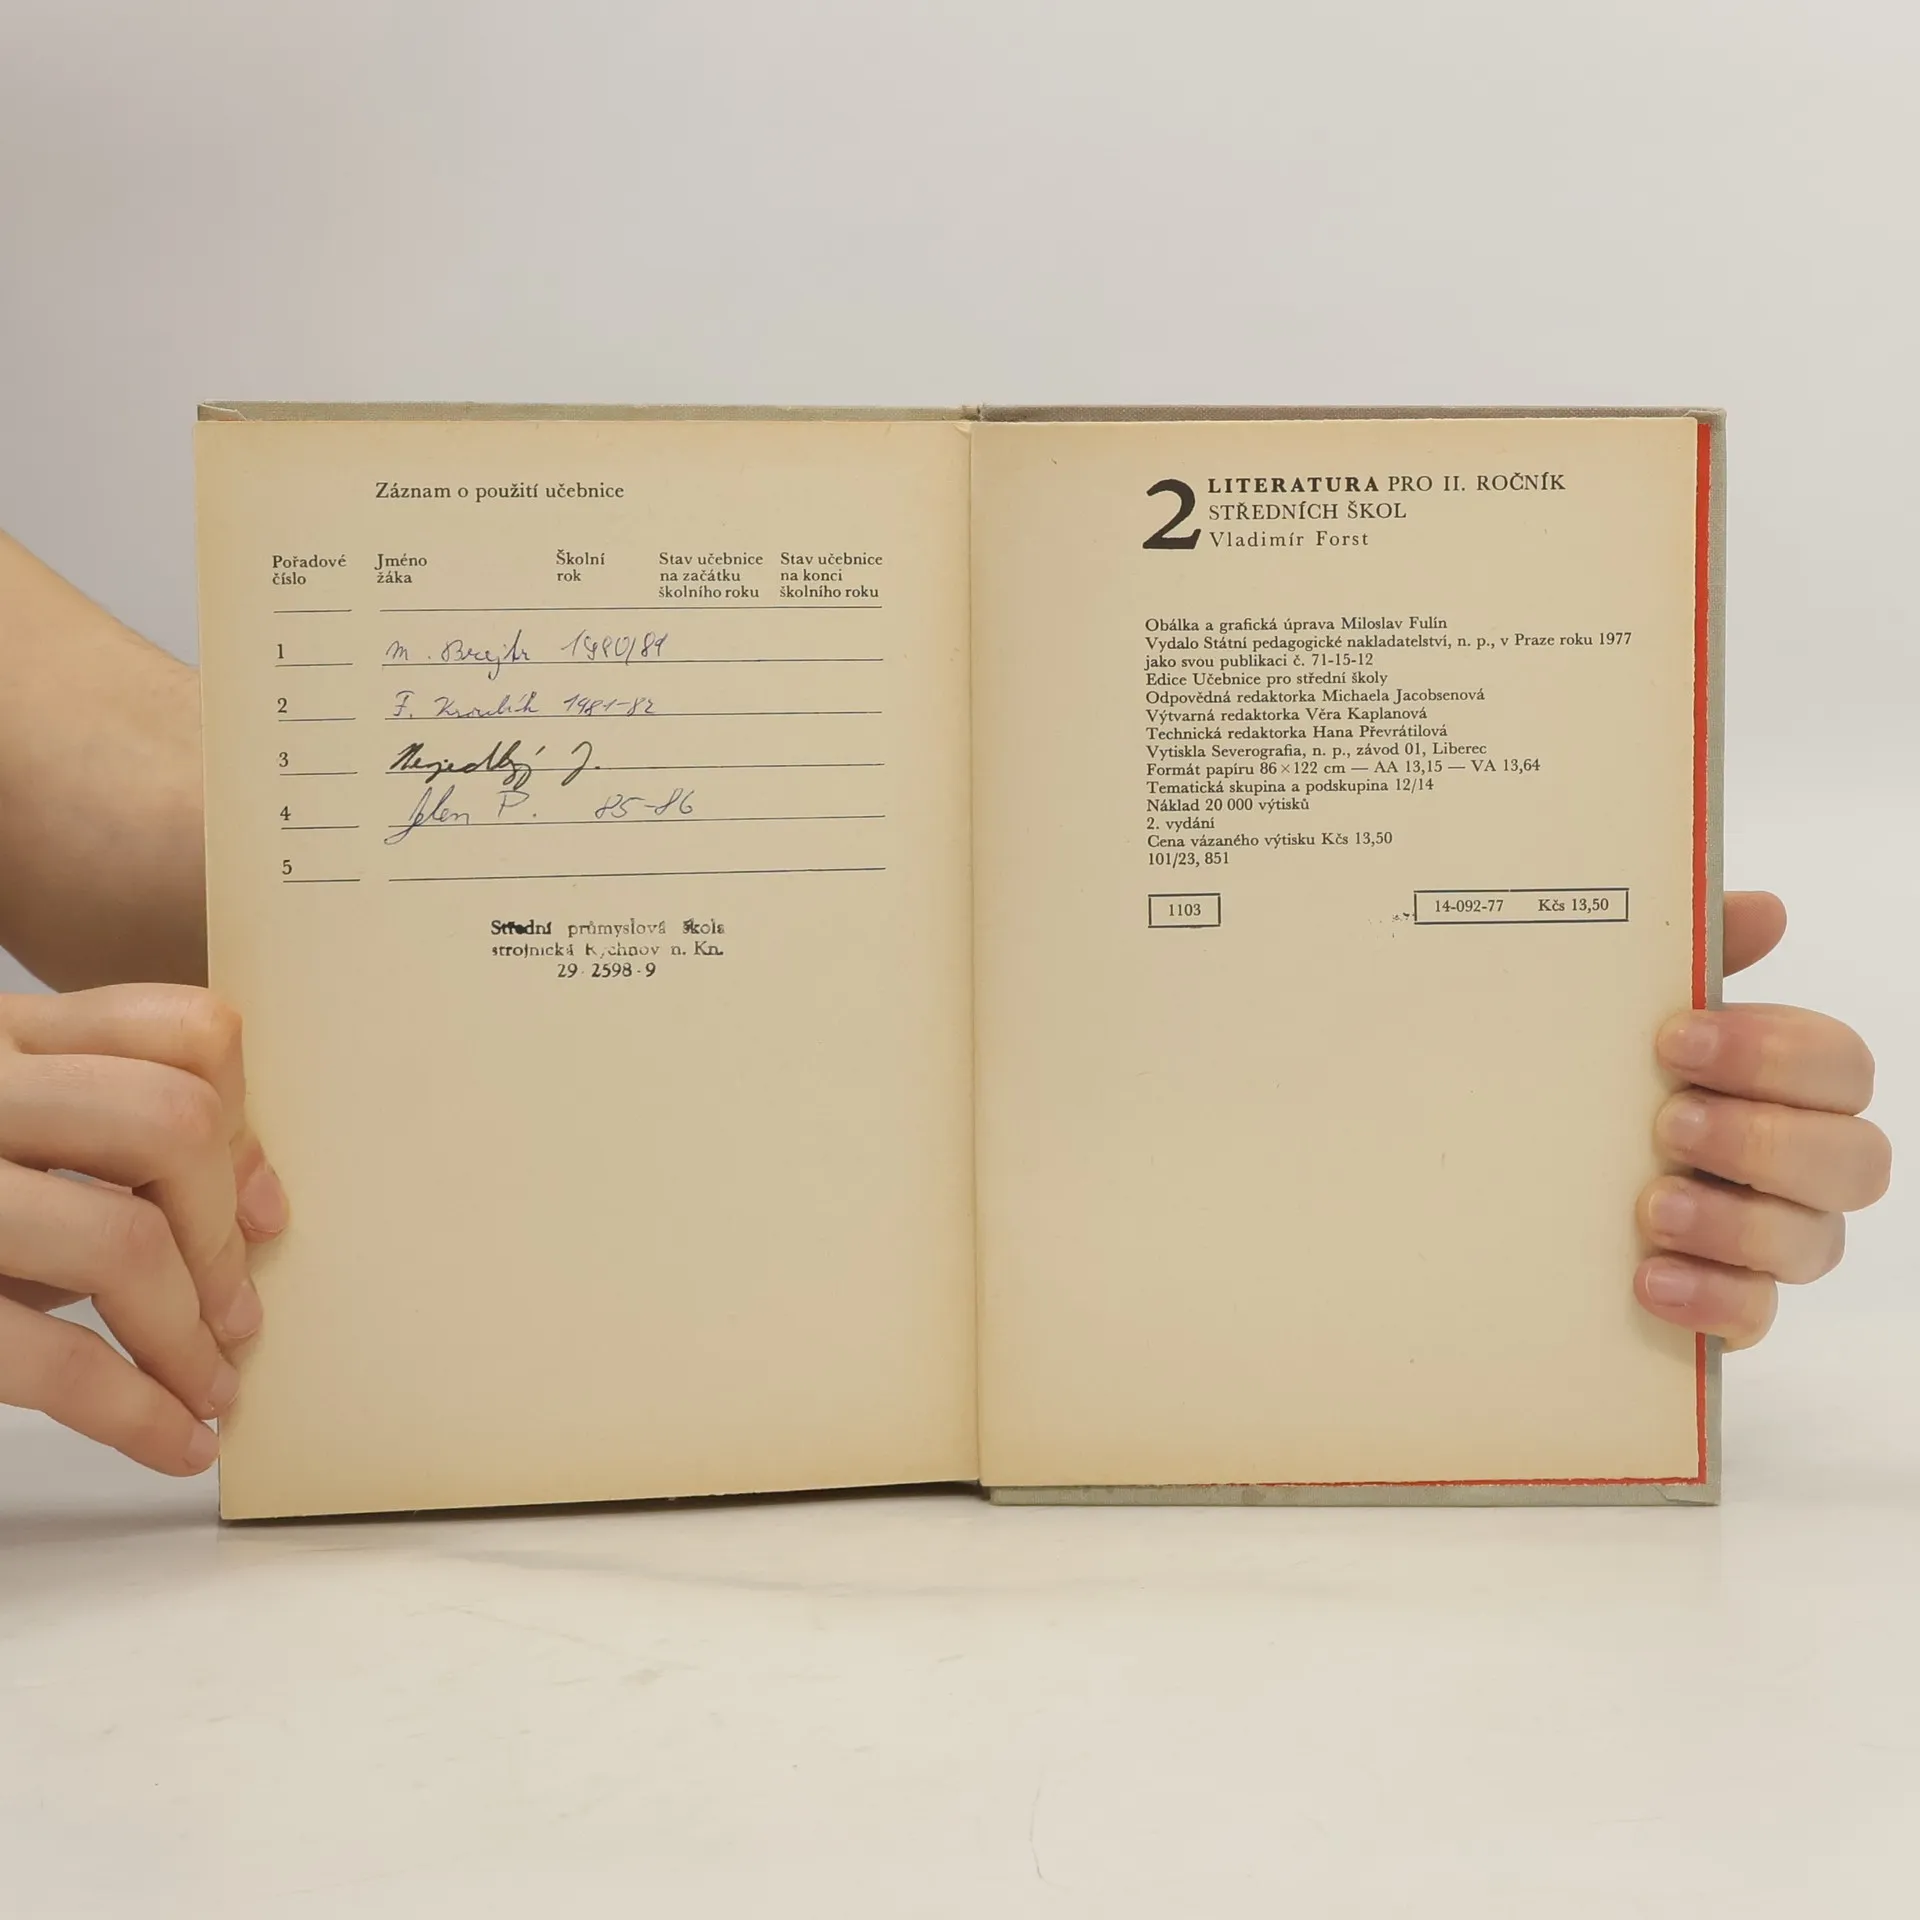 Záznam o použití učebnice
Pořadové číslo
Jméno žáka
Školní rok
Stav učebnice na začátku školního roku
Stav učebnice na konci školního roku
1 M. Brejtr 1980/81
2 F. Kroulík 1981-82
3 Nejedlý J.
4 Jelen P. 85-86
5
Střední průmyslová škola
strojnická Rychnov n. Kn.
29-2598-9
2 LITERATURA PRO II. ROČNÍK
STŘEDNÍCH ŠKOL
Vladimír Forst
Obálka a grafická úprava Miloslav Fulín
Vydalo Státní pedagogické nakladatelství, n. p., v Praze roku 1977
jako svou publikaci č. 71-15-12
Edice Učebnice pro střední školy
Odpovědná redaktorka Michaela Jacobsenová
Výtvarná redaktorka Věra Kaplanová
Technická redaktorka Hana Převrátilová
Vytiskla Severografia, n. p., závod 01, Liberec
Formát papíru 86 × 122 cm — AA 13,15 — VA 13,64
Tematická skupina a podskupina 12/14
Náklad 20 000 výtisků
2. vydání
Cena vázaného výtisku Kčs 13,50
101/23, 851
1103
14-092-77 Kčs 13,50